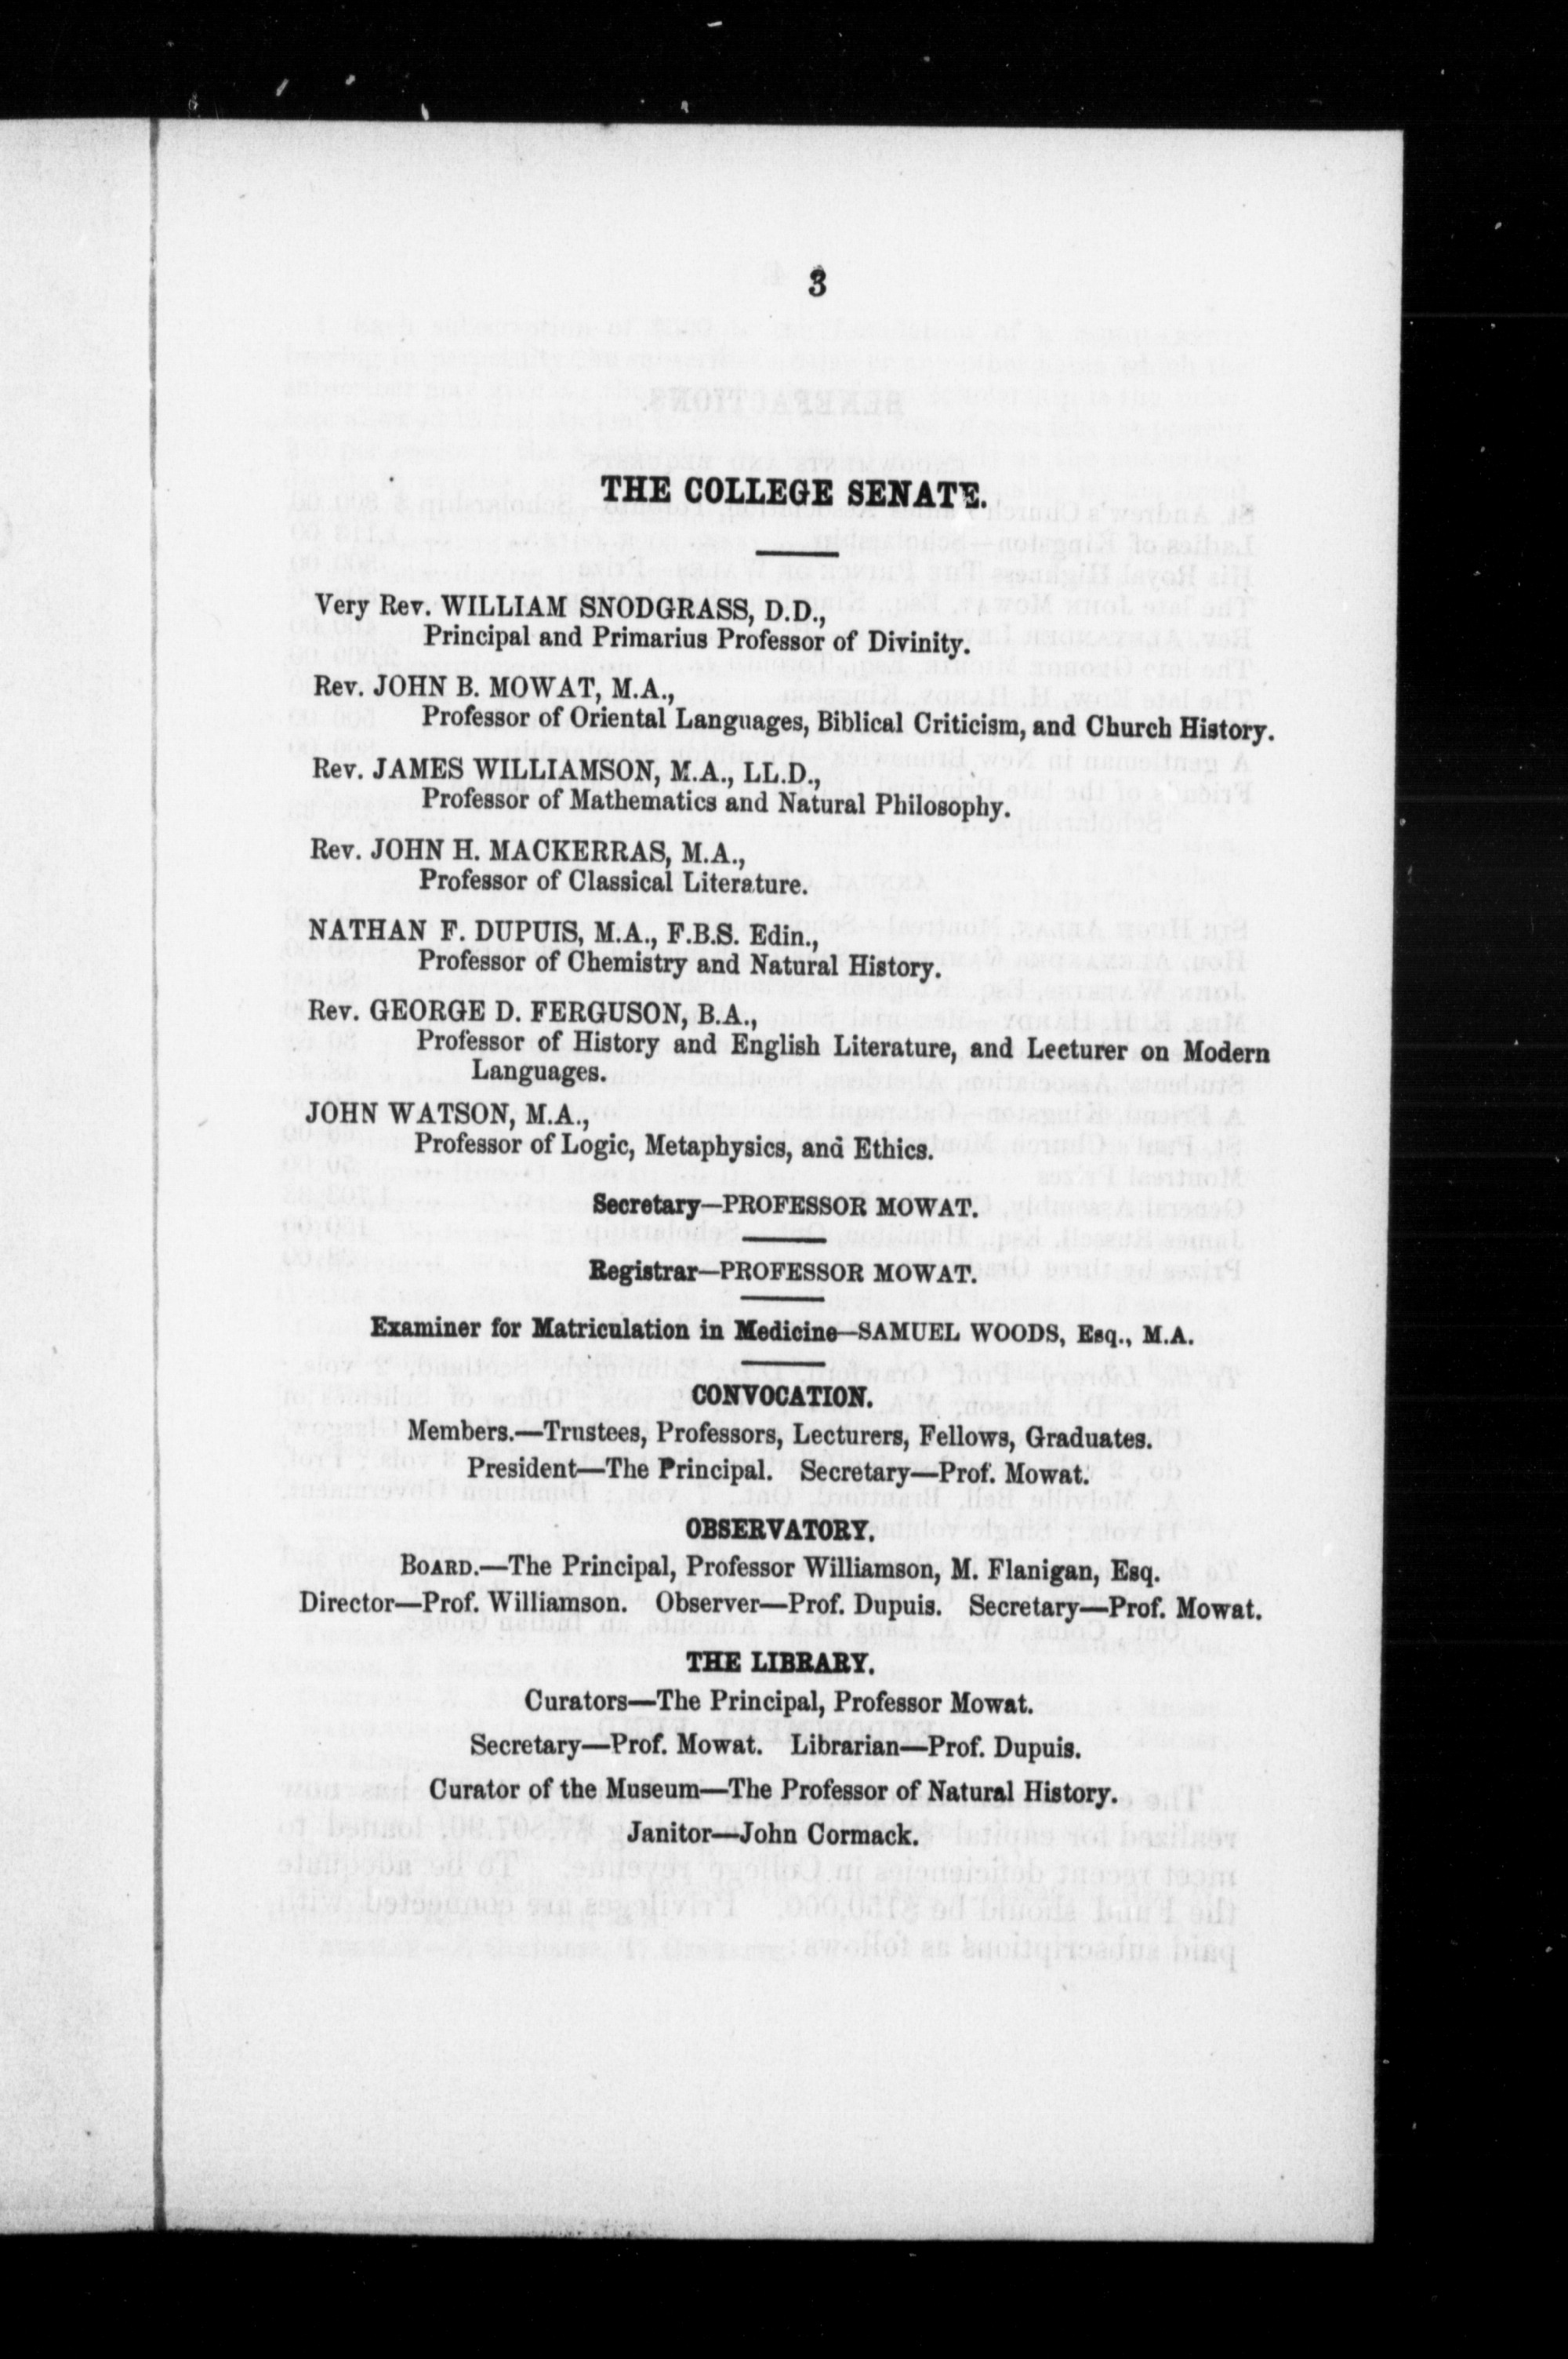 3
THE COLLEGE SENATE.
Very Rev. WILLIAM SNODGRASS, D.D.,
Principal and Primarius Professor of Divinity.
Rev. JOHN B. MOWAT, M.A.,
Professor of Oriental Languages, Biblical Criticism, and Church History.
Rev. JAMES WILLIAMSON, M.A., LL.D.,
Professor of Mathematics and Natural Philosophy.
Rev. JOHN H. MACKERRAS, M.A.,
Professor of Classical Literature.
NATHAN F. DUPUIS, M.A., F.B.S. Edin.,
Professor of Chemistry and Natural History.
Rev. GEORGE D. FERGUSON, B.A.,
Professor of History and English Literature, and Lecturer on Modern
Languages.
JOHN WATSON, M.A.,
Professor of Logic, Metaphysics, and Ethics.
Secretary—PROFESSOR MOWAT.
Registrar—PROFESSOR MOWAT.
Examiner for Matriculation in Medicine—SAMUEL WOODS, Esq., M.A.
CONVOCATION.
Members.—Trustees, Professors, Lecturers, Fellows, Graduates.
President—The Principal. Secretary—Prof. Mowat.
OBSERVATORY.
BOARD.—The Principal, Professor Williamson, M. Flanigan, Esq.
Director—Prof. Williamson. Observer—Prof. Dupuis. Secretary—Prof. Mowat.
THE LIBRARY.
Curators—The Principal, Professor Mowat.
Secretary—Prof. Mowat. Librarian—Prof. Dupuis.
Curator of the Museum—The Professor of Natural History.
Janitor—John Cormack.